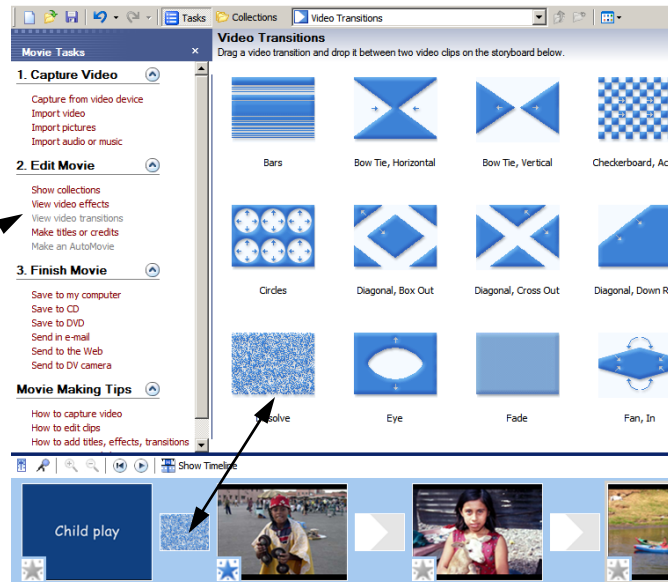 Tasks
Collections
Video Transitions
Movie Tasks
×
Video Transitions
Drag a video transition and drop it between two video clips on the storyboard below.
1. Capture Video
Capture from video device
Import video
Import pictures
Import audio or music
2. Edit Movie
Show collections
View video effects
View video transitions
Make titles or credits
Make an AutoMovie
3. Finish Movie
Save to my computer
Save to CD
Save to DVD
Send in e-mail
Send to the Web
Send to DV camera
Movie Making Tips
How to capture video
How to edit clips
How to add titles, effects, transitions
Bars
Bow Tie, Horizontal
Bow Tie, Vertical
Checkerboard, Ac
Circles
Diagonal, Box Out
Diagonal, Cross Out
Diagonal, Down R
Dissolve
Eye
Fade
Fan, In
Show Timeline
Child play